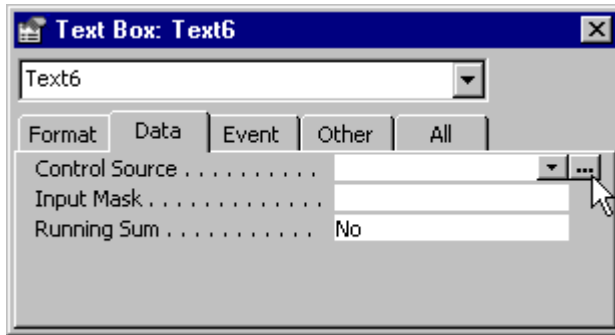 Text Box: Text6
Text6
Format Data Event Other All
Control Source . . . . . . . . . .
Input Mask . . . . . . . . . . . . .
Running Sum . . . . . . . . . . . No